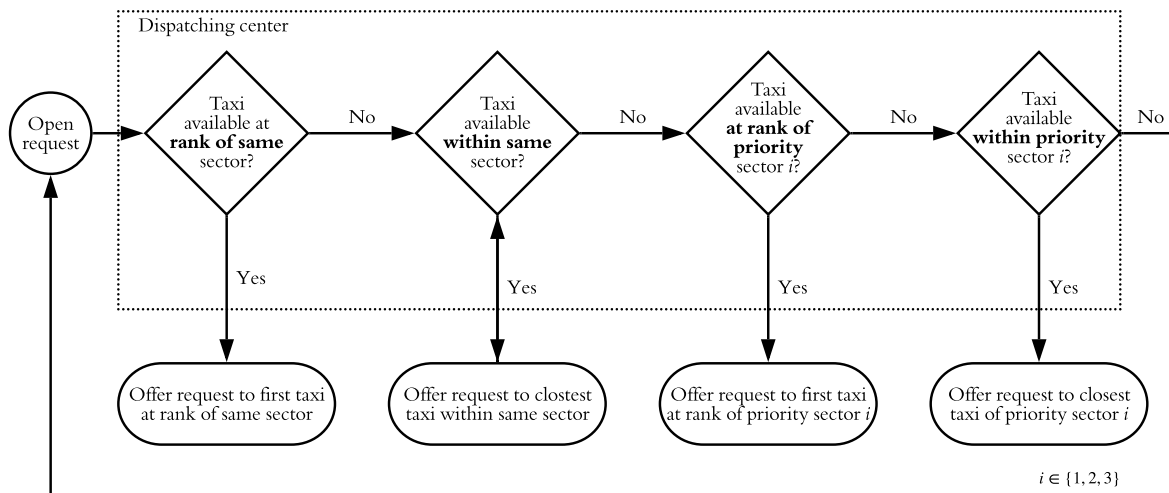 Dispatching center
Open
request
Taxi
available at
rank of same
sector?
No
Taxi
available
within same
sector?
No
Taxi
available
at rank of
priority
sector i?
No
Taxi
available
within priority
sector i?
No
Yes
Yes
Yes
Yes
Offer request to first taxi
at rank of same sector
Offer request to clostest
taxi within same sector
Offer request to first taxi
at rank of priority sector i
Offer request to closest
taxi of priority sector i
i ∈ {1, 2, 3}